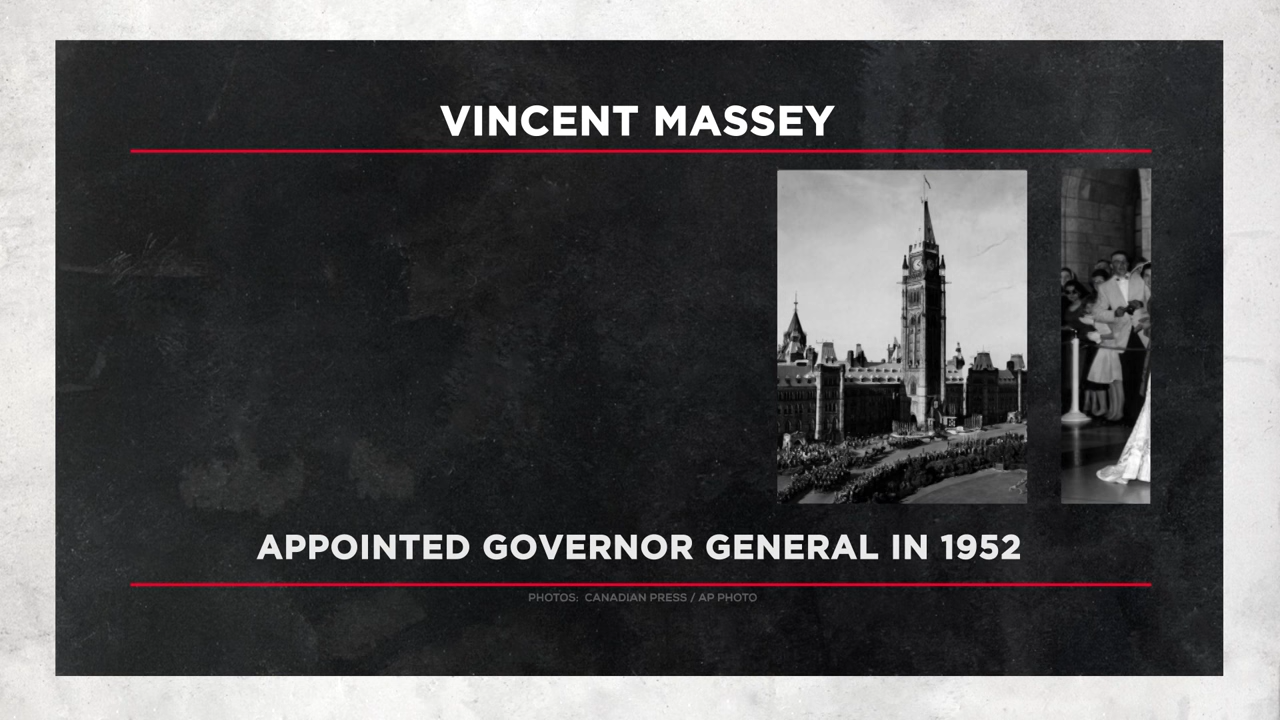 VINCENT MASSEY
APPOINTED GOVERNOR GENERAL IN 1952
PHOTOS: CANADIAN PRESS / AP PHOTO